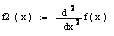 f2(x) := d²/dx² f(x)